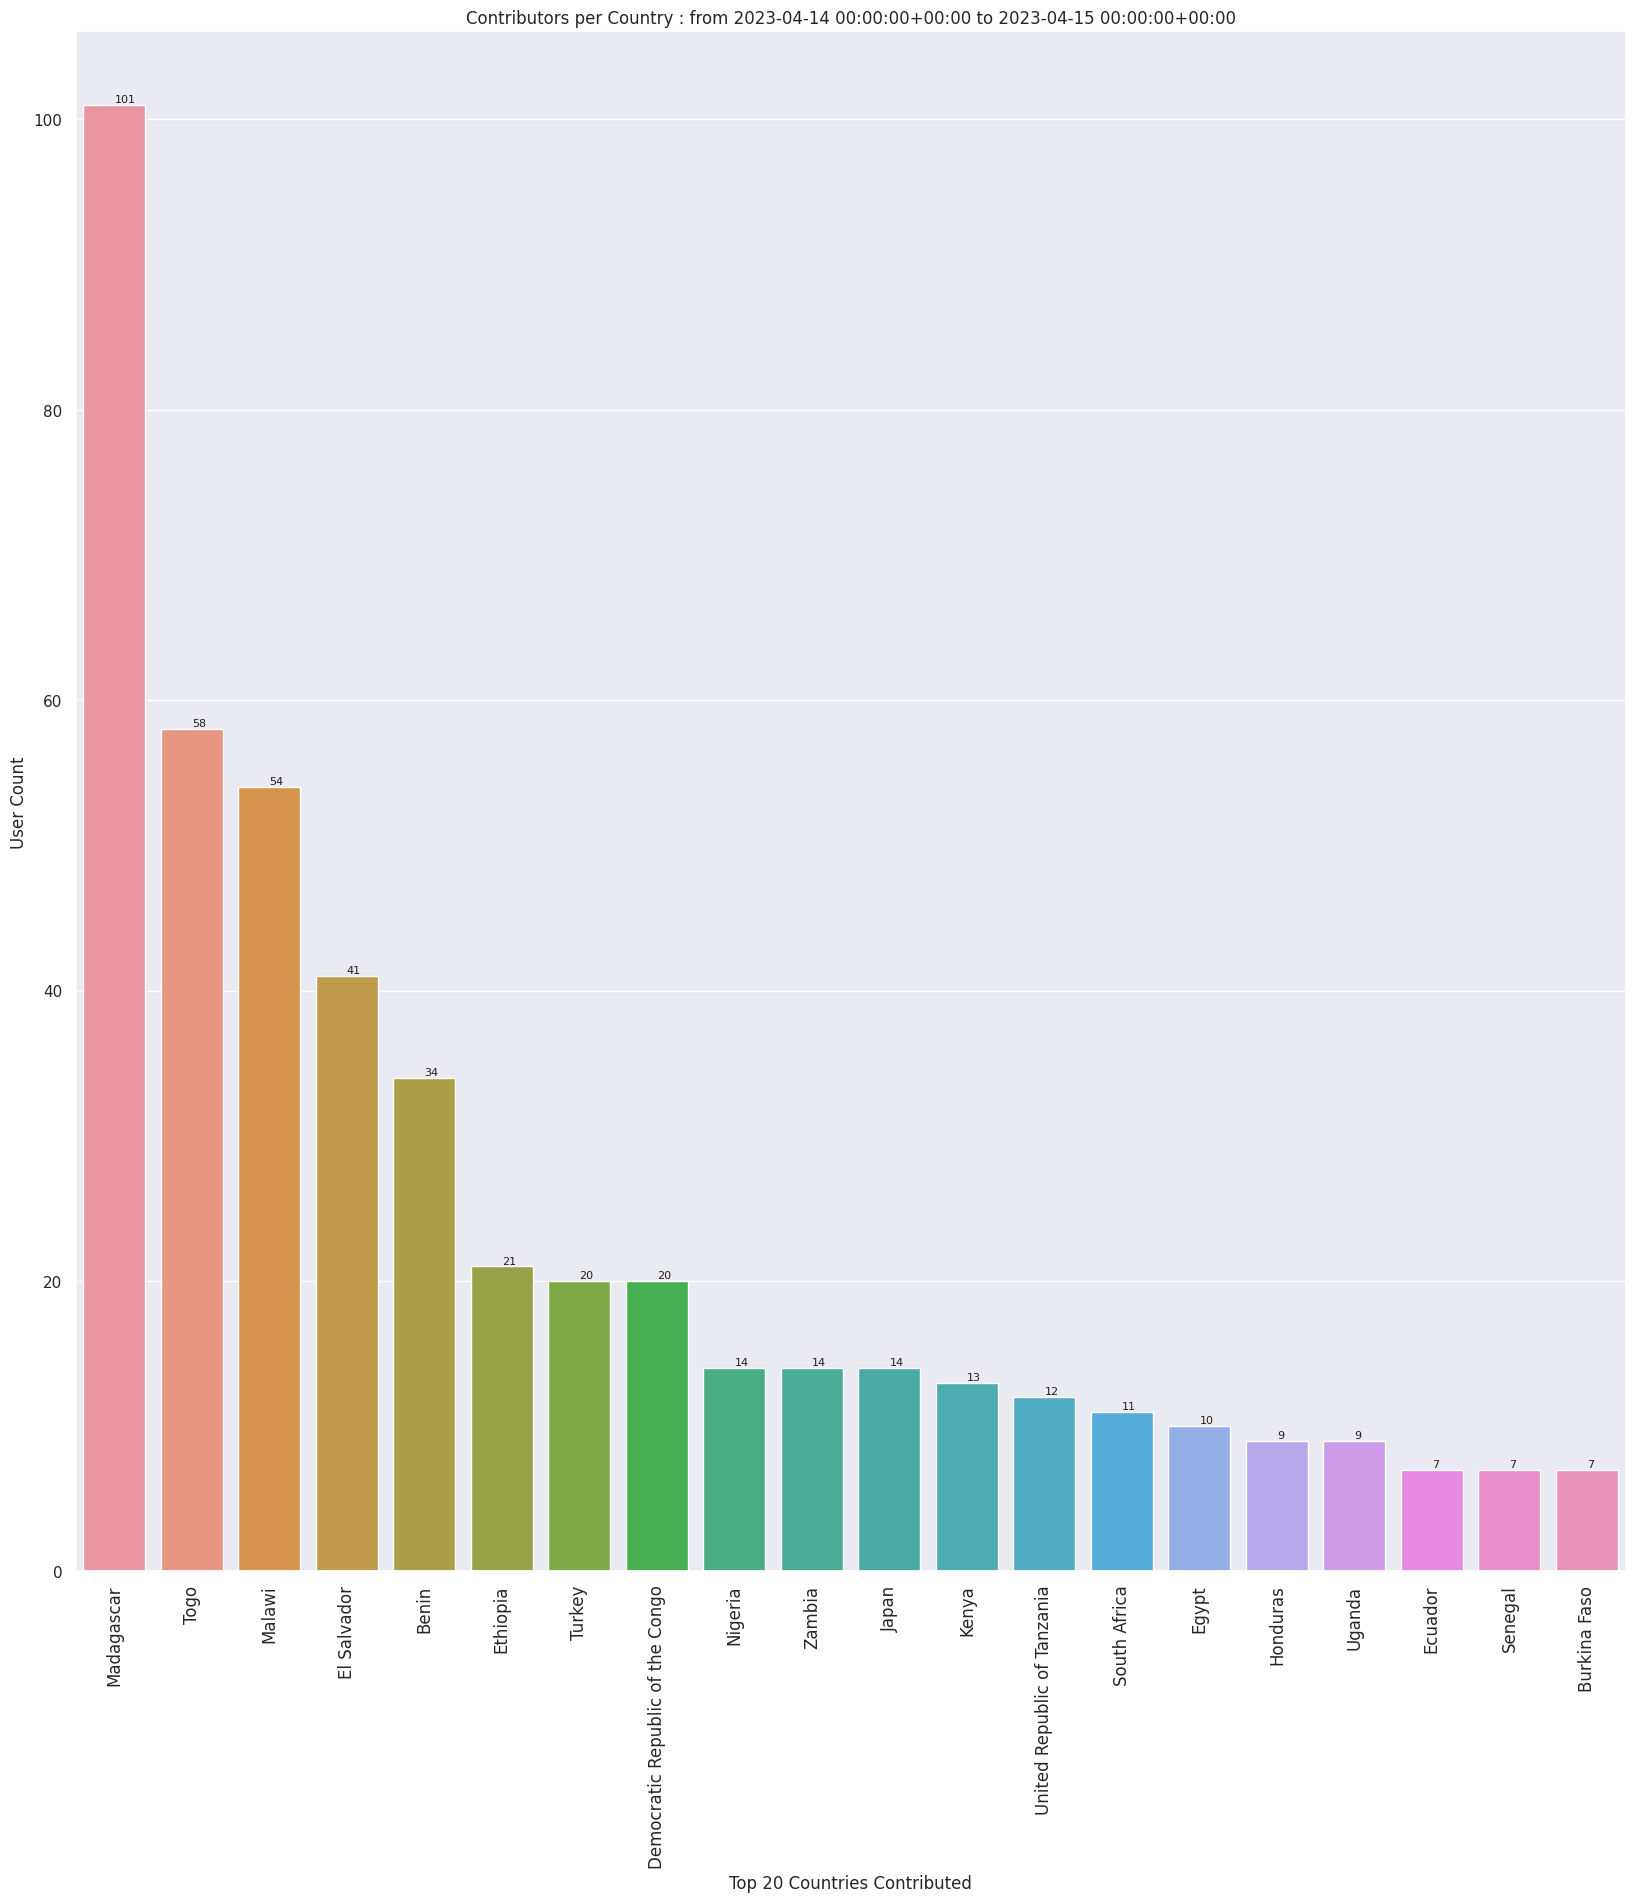 Contributors per Country : from 2023-04-14 00:00:00+00:00 to 2023-04-15 00:00:00+00:00
User Count
100
80
60
40
20
0
101
58
54
41
34
21
20
20
14
14
14
13
12
11
10
9
9
7
7
7
Madagascar
Togo
Malawi
El Salvador
Benin
Ethiopia
Turkey
Democratic Republic of the Congo
Nigeria
Zambia
Japan
Kenya
United Republic of Tanzania
South Africa
Egypt
Honduras
Uganda
Ecuador
Senegal
Burkina Faso
Top 20 Countries Contributed